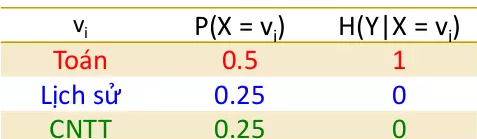 vᵢ P(X = vᵢ) H(Y|X = vᵢ)
Toán 0.5 1
Lịch sử 0.25 0
CNTT 0.25 0